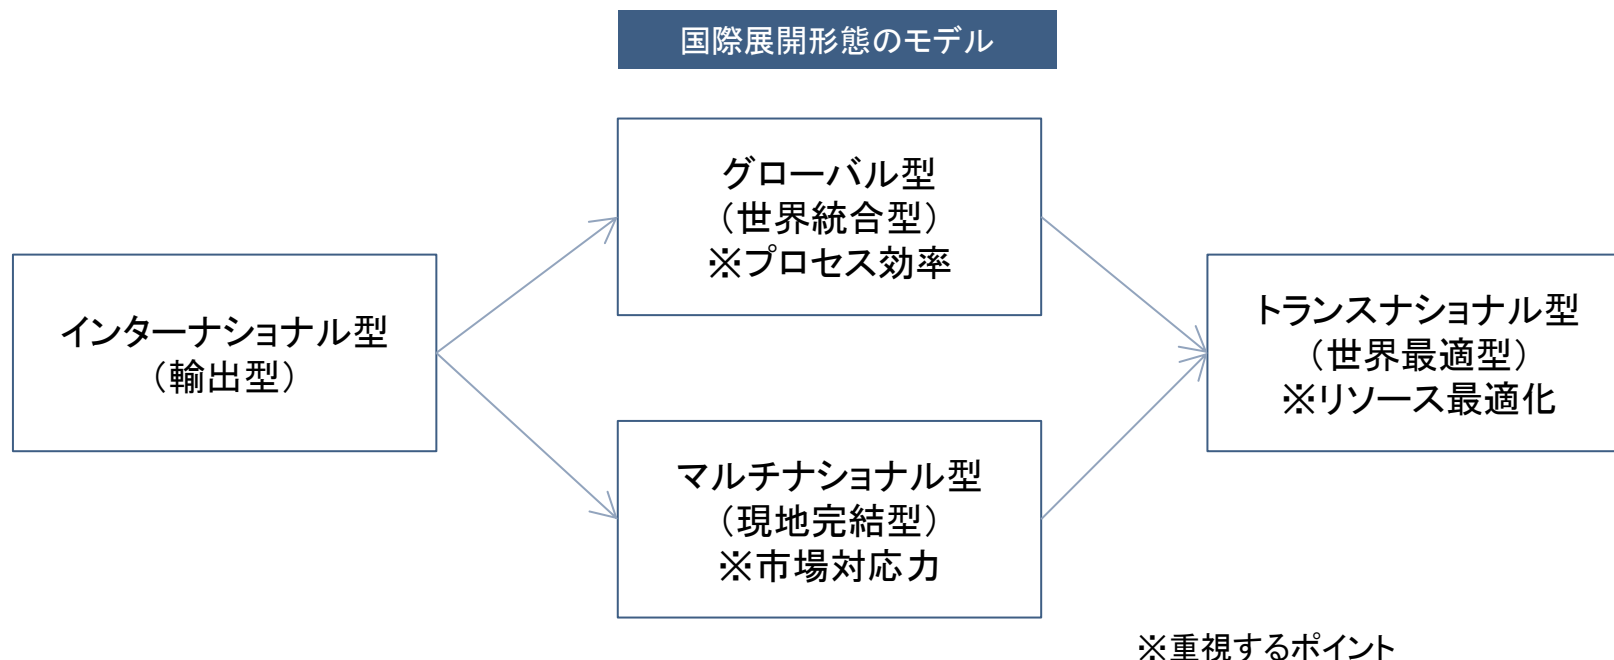 国際展開形態のモデル
グローバル型
（世界統合型）
※プロセス効率
インターナショナル型
（輸出型）
トランスナショナル型
（世界最適型）
※リソース最適化
マルチナショナル型
（現地完結型）
※市場対応力
※重視するポイント